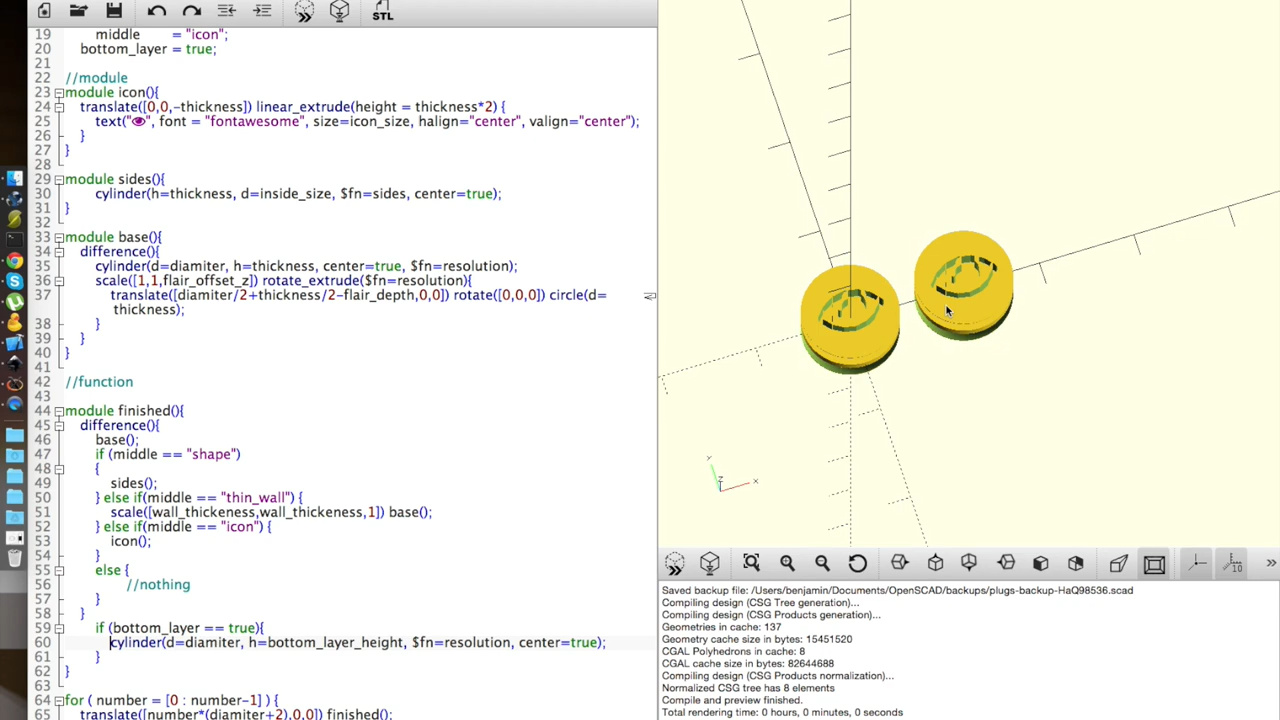 STL
19 middle = "icon";
20 bottom_layer = true;
21
22 //module
23 module icon(){
24 translate([0,0,-thickness]) linear_extrude(height = thickness*2) {
25 text("👁", font = "fontawesome", size=icon_size, halign="center", valign="center");
26 }
27 }
28
29 module sides(){
30 cylinder(h=thickness, d=inside_size, $fn=sides, center=true);
31 }
32
33 module base(){
34 difference(){
35 cylinder(d=diamiter, h=thickness, center=true, $fn=resolution);
36 scale([1,1,flair_offset_z]) rotate_extrude($fn=resolution){
37 translate([diamiter/2+thickness/2-flair_depth,0,0]) rotate([0,0,0]) circle(d=
thickness);
38 }
39 }
40 }
41
42 //function
43
44 module finished(){
45 difference(){
46 base();
47 if (middle == "shape")
48 {
49 sides();
50 } else if(middle == "thin_wall") {
51 scale([wall_thickeness,wall_thickeness,1]) base();
52 } else if(middle == "icon") {
53 icon();
54 }
55 else {
56 //nothing
57 }
58 }
59 if (bottom_layer == true){
60 cylinder(d=diamiter, h=bottom_layer_height, $fn=resolution, center=true);
61 }
62 }
63
64 for ( number = [0 : number-1] ) {
65 translate([number*(diamiter+2),0,0]) finished();
y
z
x
10
»
Saved backup file: /Users/benjamin/Documents/OpenSCAD/backups/plugs-backup-HaQ98536.scad
Compiling design (CSG Tree generation)...
Compiling design (CSG Products generation)...
Geometries in cache: 137
Geometry cache size in bytes: 15451520
CGAL Polyhedrons in cache: 8
CGAL cache size in bytes: 82644688
Compiling design (CSG Products normalization)...
Normalized CSG tree has 8 elements
Compile and preview finished.
Total rendering time: 0 hours, 0 minutes, 0 seconds